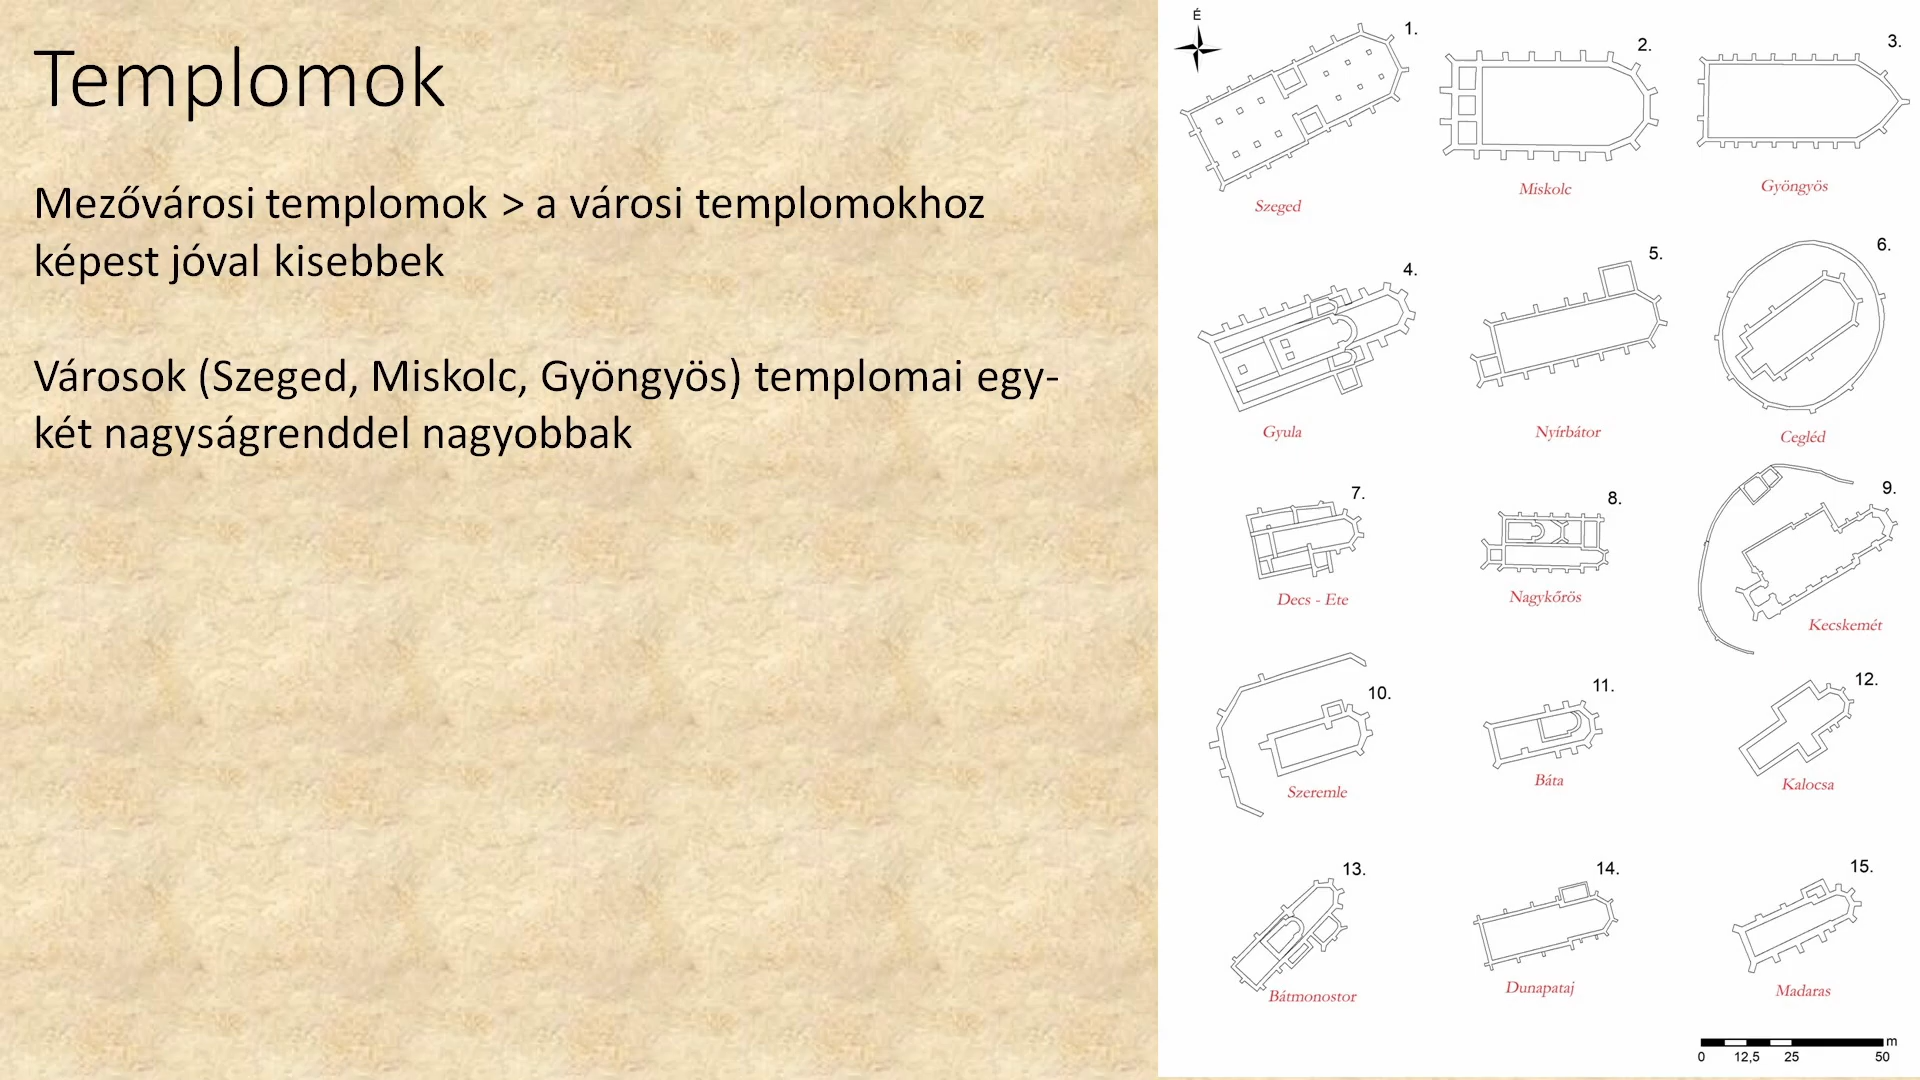 Templomok
Mezővárosi templomok > a városi templomokhoz
képest jóval kisebbek
Városok (Szeged, Miskolc, Gyöngyös) templomai egy-
két nagyságrenddel nagyobbak
É
1.
Szeged
2.
Miskolc
3.
Gyöngyös
4.
Gyula
5.
Nyírbátor
6.
Cegléd
7.
Decs - Ete
8.
Nagykőrös
9.
Kecskemét
10.
Szeremle
11.
Báta
12.
Kalocsa
13.
Bátmonostor
14.
Dunapataj
15.
Madaras
m
0 12,5 25 50